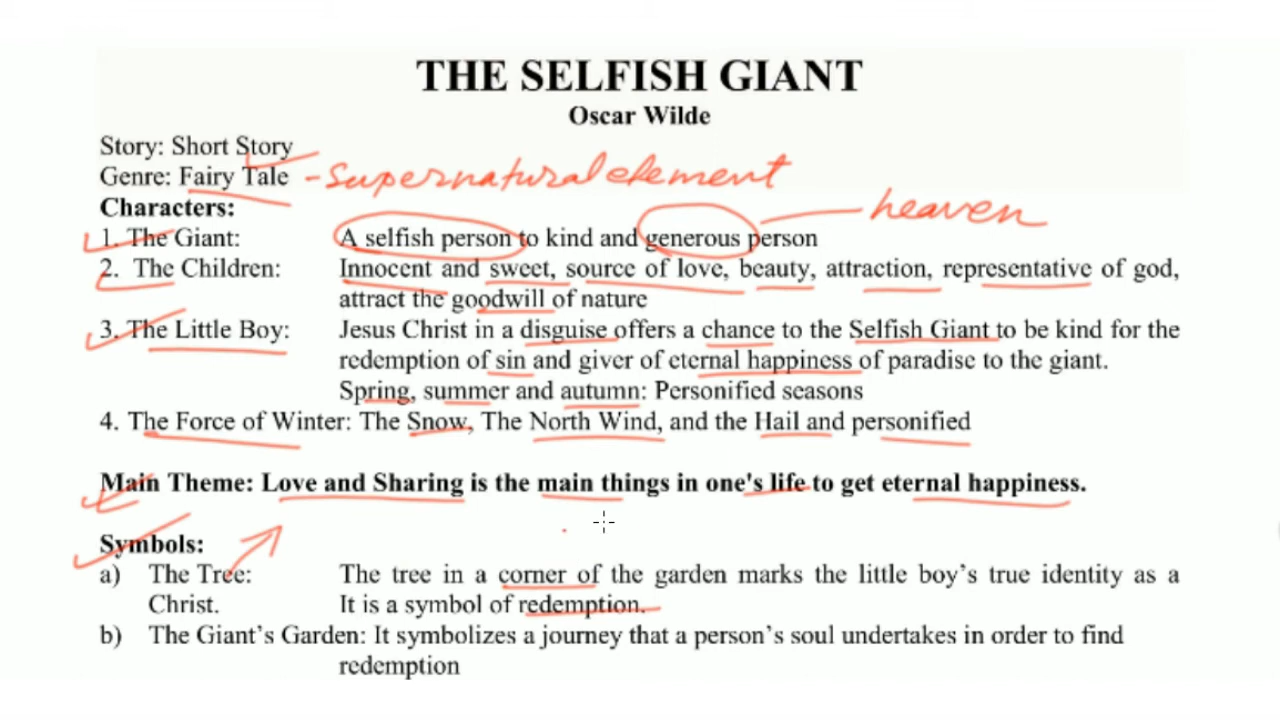 THE SELFISH GIANT
Oscar Wilde
Story: Short Story
Genre: Fairy Tale - supernatural element
Characters:
heaven
1. The Giant: A selfish person to kind and generous person
2. The Children: Innocent and sweet, source of love, beauty, attraction, representative of god,
attract the goodwill of nature
3. The Little Boy: Jesus Christ in a disguise offers a chance to the Selfish Giant to be kind for the
redemption of sin and giver of eternal happiness of paradise to the giant.
Spring, summer and autumn: Personified seasons
4. The Force of Winter: The Snow, The North Wind, and the Hail and personified
Main Theme: Love and Sharing is the main things in one's life to get eternal happiness.
Symbols:
a) The Tree: The tree in a corner of the garden marks the little boy's true identity as a
Christ. It is a symbol of redemption.
b) The Giant's Garden: It symbolizes a journey that a person's soul undertakes in order to find
redemption